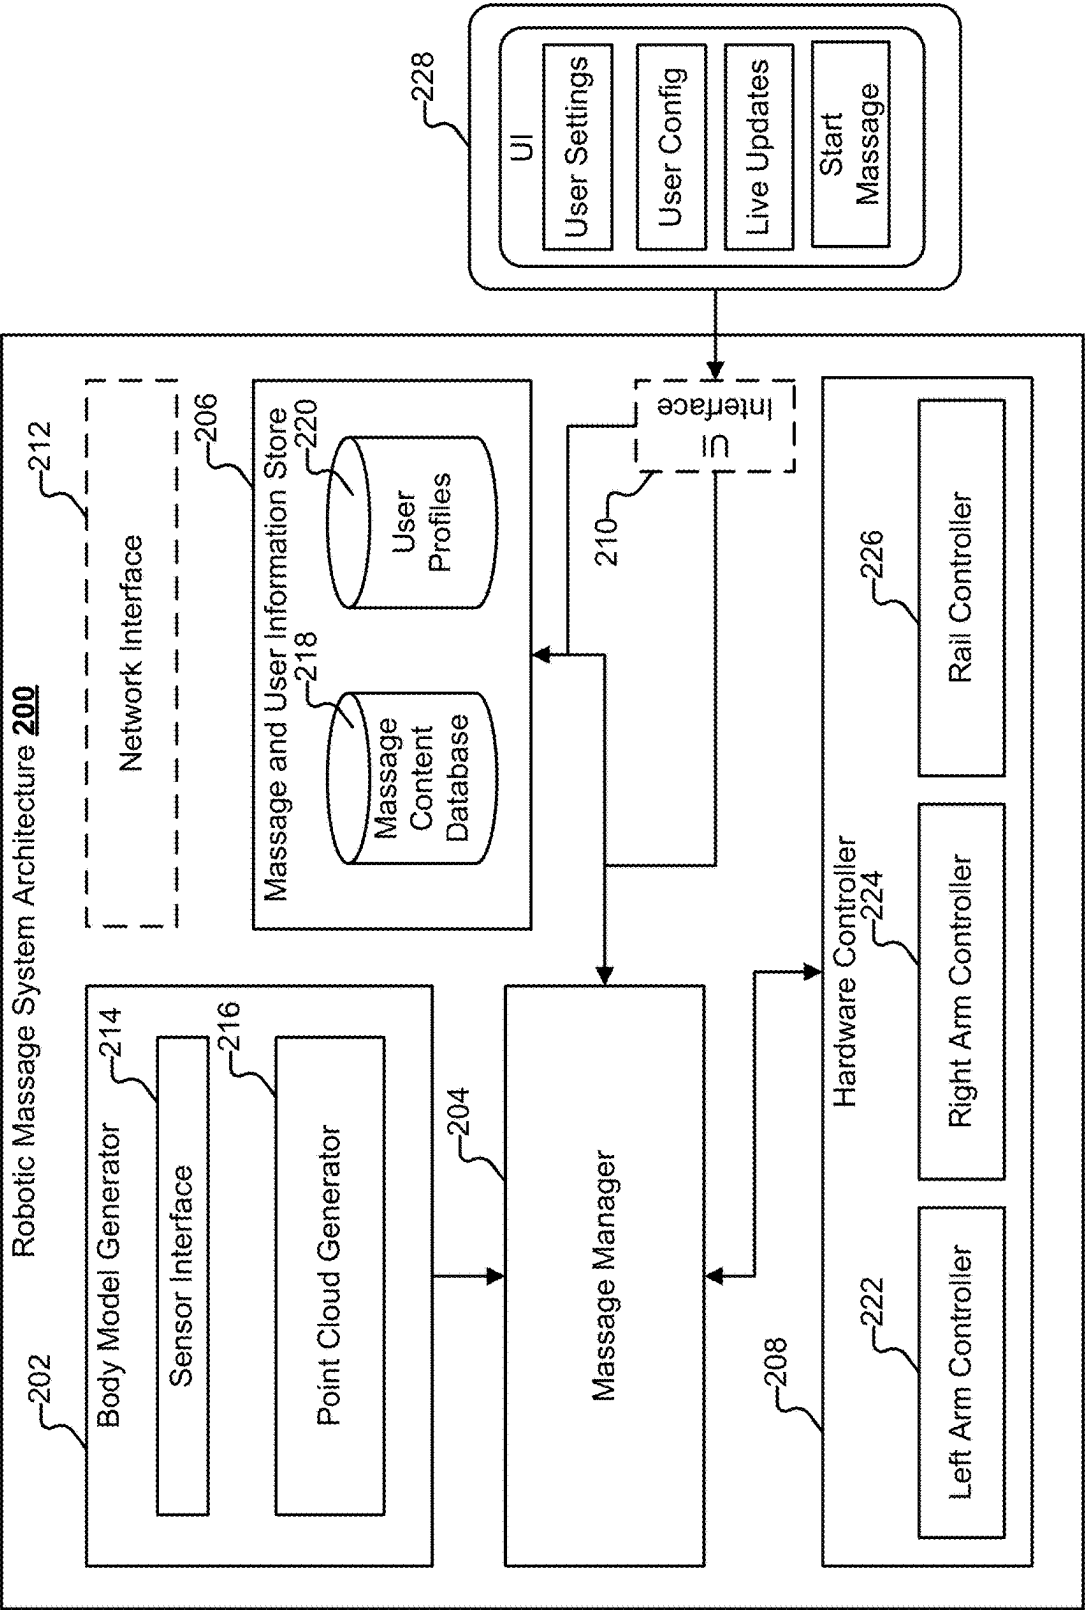 Robotic Massage System Architecture 200
202
Body Model Generator
214
Sensor Interface
216
Point Cloud Generator
212
Network Interface
206
Massage and User Information Store
218
Massage
Content
Database
220
User
Profiles
204
Massage Manager
210
UI
Interface
228
UI
User Settings
User Config
Live Updates
Start
Massage
208
Hardware Controller
222
Left Arm Controller
224
Right Arm Controller
226
Rail Controller